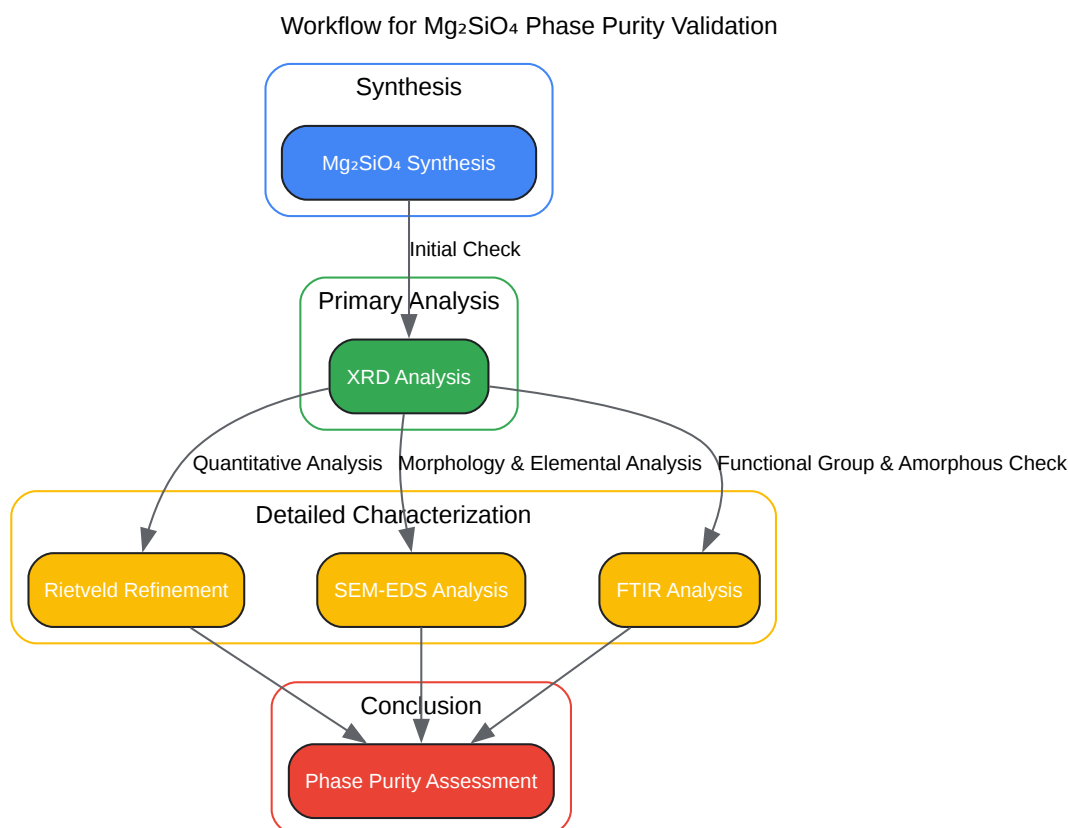 Workflow for Mg₂SiO₄ Phase Purity Validation
Synthesis
Mg₂SiO₄ Synthesis
Initial Check
Primary Analysis
XRD Analysis
Quantitative Analysis
Morphology & Elemental Analysis
Functional Group & Amorphous Check
Detailed Characterization
Rietveld Refinement
SEM-EDS Analysis
FTIR Analysis
Conclusion
Phase Purity Assessment